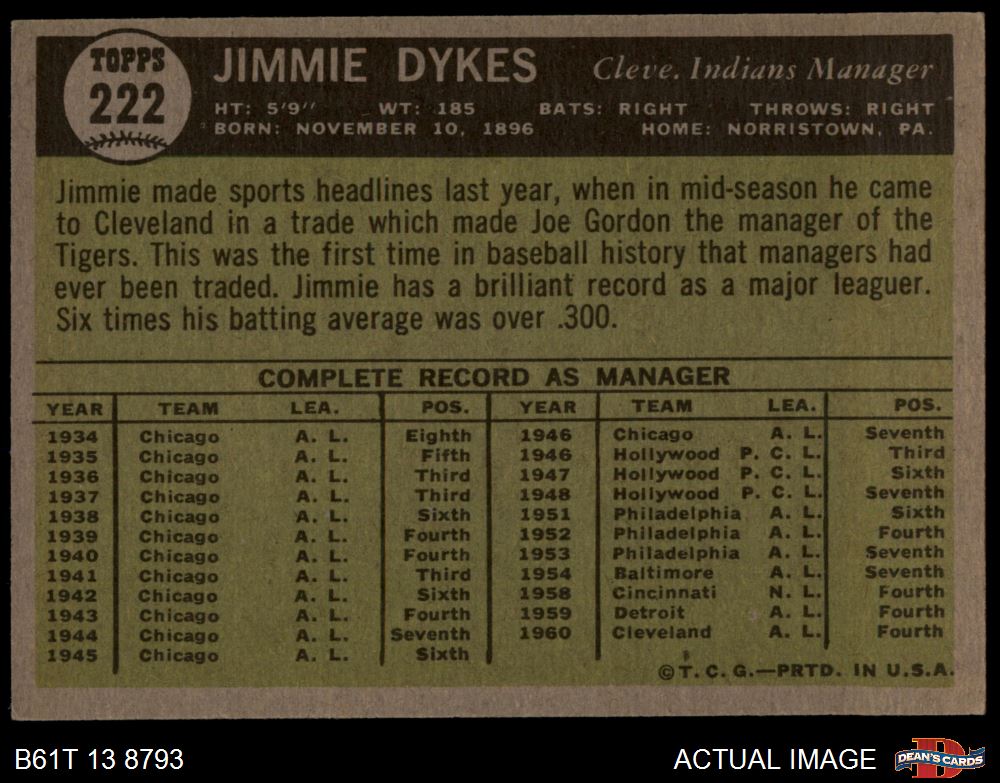 TOPPS
222
JIMMIE DYKES Cleve. Indians Manager
HT: 5'9" WT: 185 BATS: RIGHT THROWS: RIGHT
BORN: NOVEMBER 10, 1896 HOME: NORRISTOWN, PA.
Jimmie made sports headlines last year, when in mid-season he came
to Cleveland in a trade which made Joe Gordon the manager of the
Tigers. This was the first time in baseball history that managers had
ever been traded. Jimmie has a brilliant record as a major leaguer.
Six times his batting average was over .300.
COMPLETE RECORD AS MANAGER
YEAR TEAM LEA. POS. YEAR TEAM LEA. POS.
1934 Chicago A. L. Eighth 1946 Chicago A. L. Seventh
1935 Chicago A. L. Fifth 1946 Hollywood P. C. L. Third
1936 Chicago A. L. Third 1947 Hollywood P. C. L. Sixth
1937 Chicago A. L. Third 1948 Hollywood P. C. L. Seventh
1938 Chicago A. L. Sixth 1951 Philadelphia A. L. Sixth
1939 Chicago A. L. Fourth 1952 Philadelphia A. L. Fourth
1940 Chicago A. L. Fourth 1953 Philadelphia A. L. Seventh
1941 Chicago A. L. Third 1954 Baltimore A. L. Seventh
1942 Chicago A. L. Sixth 1958 Cincinnati N. L. Fourth
1943 Chicago A. L. Fourth 1959 Detroit A. L. Fourth
1944 Chicago A. L. Seventh 1960 Cleveland A. L. Fourth
1945 Chicago A. L. Sixth
©T. C. G.—PRTD. IN U.S.A.
B61T 13 8793 ACTUAL IMAGE D DEAN'S CARDS